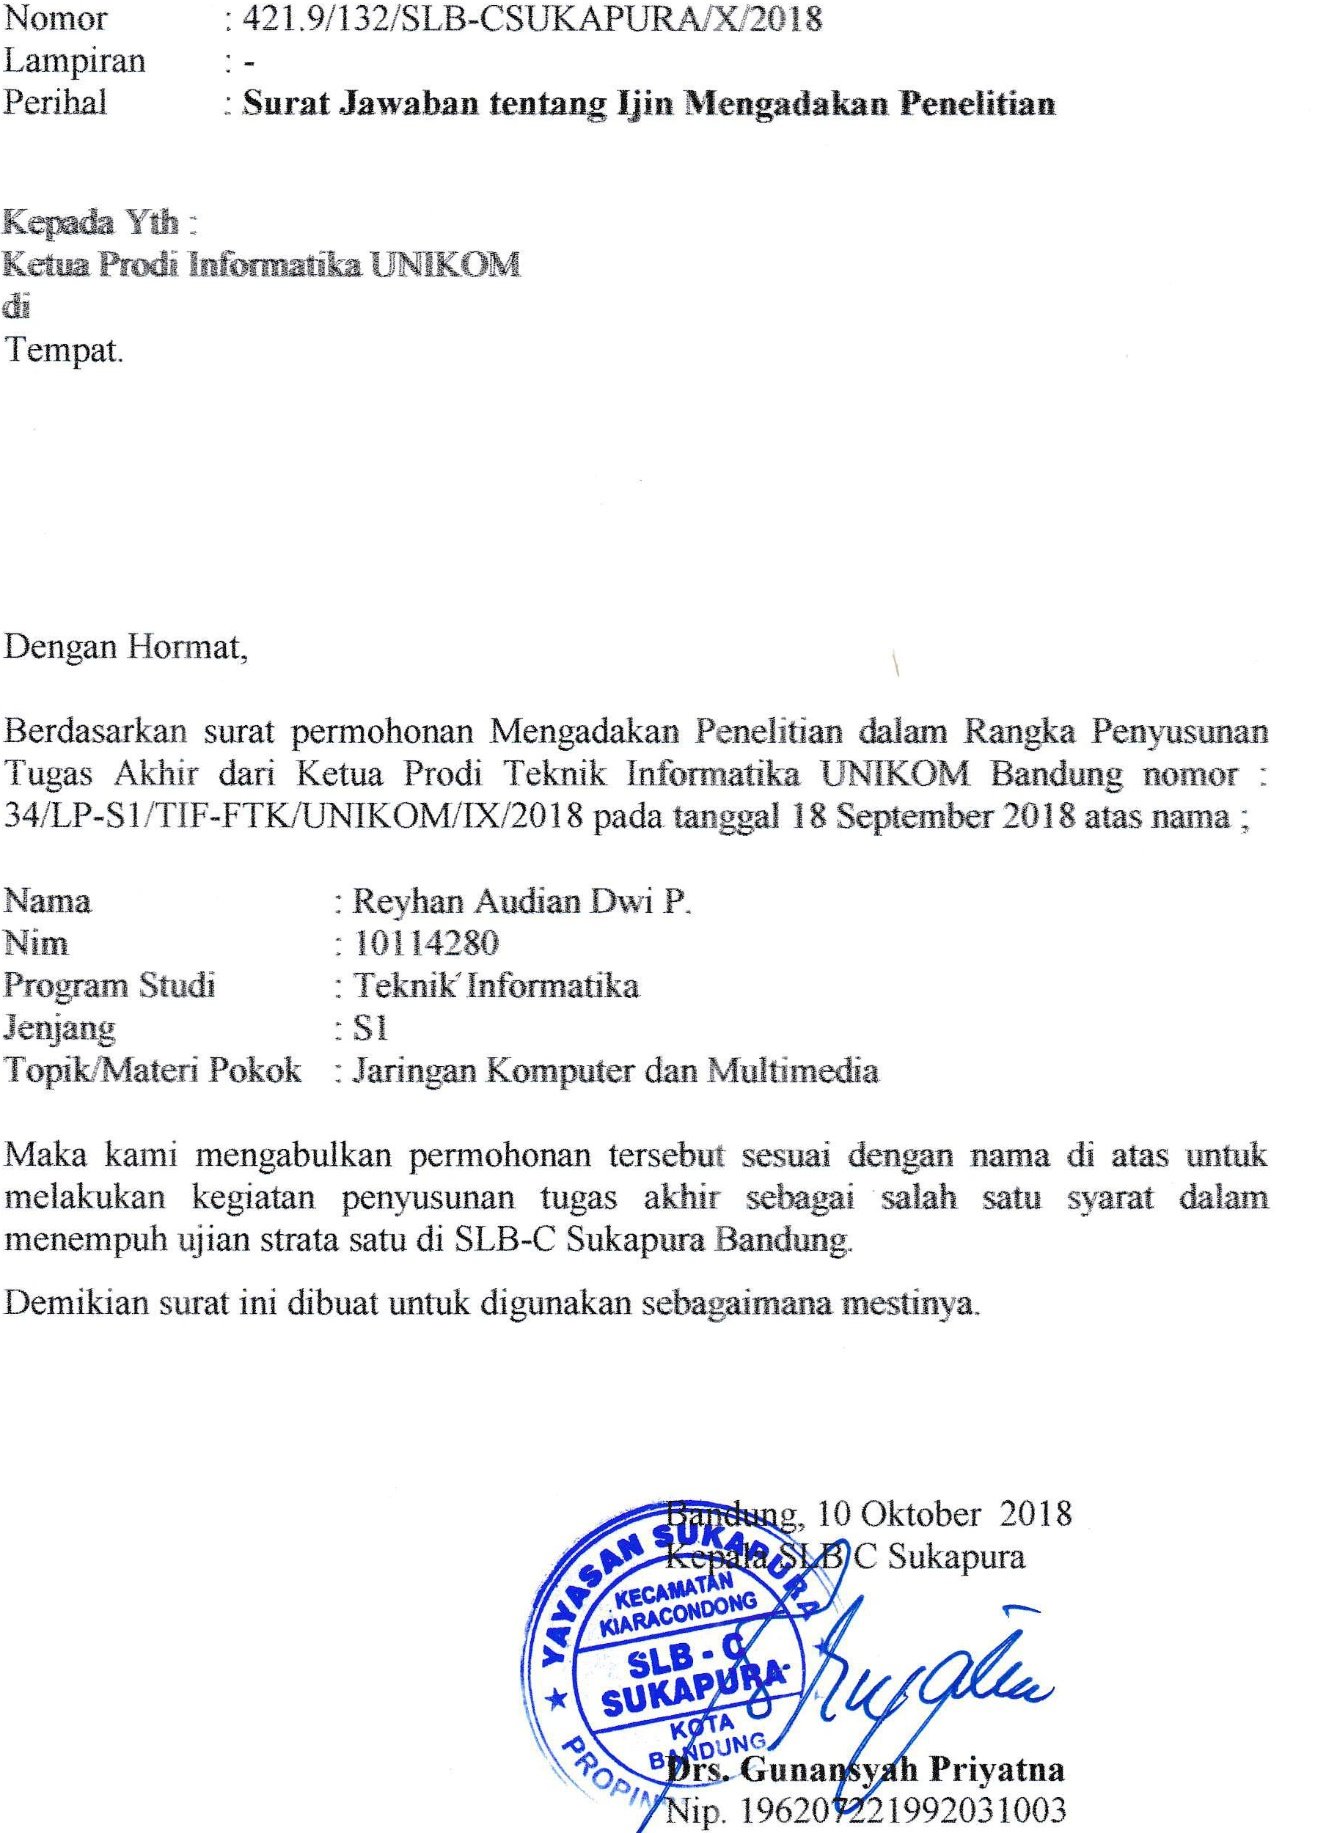 Nomor : 421.9/132/SLB-CSUKAPURA/X/2018
Lampiran : -
Perihal : Surat Jawaban tentang Ijin Mengadakan Penelitian
Kepada Yth :
Ketua Prodi Informatika UNIKOM
di
Tempat.
Dengan Hormat,
Berdasarkan surat permohonan Mengadakan Penelitian dalam Rangka Penyusunan
Tugas Akhir dari Ketua Prodi Teknik Informatika UNIKOM Bandung nomor :
34/LP-S1/TIF-FTK/UNIKOM/IX/2018 pada tanggal 18 September 2018 atas nama ;
Nama : Reyhan Audian Dwi P.
Nim : 10114280
Program Studi : Teknik Informatika
Jenjang : S1
Topik/Materi Pokok : Jaringan Komputer dan Multimedia
Maka kami mengabulkan permohonan tersebut sesuai dengan nama di atas untuk
melakukan kegiatan penyusunan tugas akhir sebagai salah satu syarat dalam
menempuh ujian strata satu di SLB-C Sukapura Bandung.
Demikian surat ini dibuat untuk digunakan sebagaimana mestinya.
Bandung, 10 Oktober 2018
Kepala SLB C Sukapura
YAYASAN SUKAPURA
KECAMATAN
KIARACONDONG
SLB - C
SUKAPURA
KOTA
BANDUNG
Drs. Gunansyah Priyatna
Nip. 196207221992031003